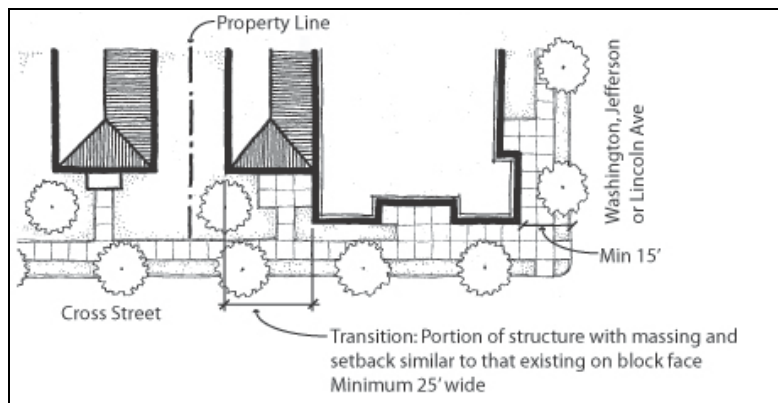 Property Line
Washington, Jefferson
or Lincoln Ave
Min 15'
Cross Street
Transition: Portion of structure with massing and
setback similar to that existing on block face
Minimum 25' wide